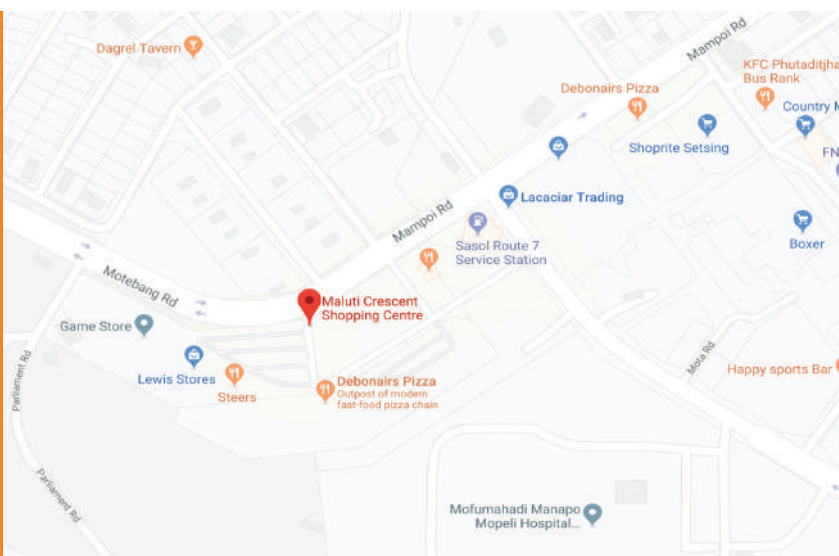 Dagrel Tavern
Mampoi Rd
KFC Phutaditjha
Bus Rank
Debonairs Pizza
Country M
Shoprite Setsing
FN
Lacaciar Trading
Mampoi Rd
Sasol Route 7
Service Station
Boxer
Motebang Rd
Maluti Crescent
Shopping Centre
Game Store
Parliament Rd
Lewis Stores
Steers
Debonairs Pizza
Outpost of modern
fast-food pizza chain
Mota Rd
Happy sports Bar
Parliament Rd
Mofumahadi Manapo
Mopeli Hospital...